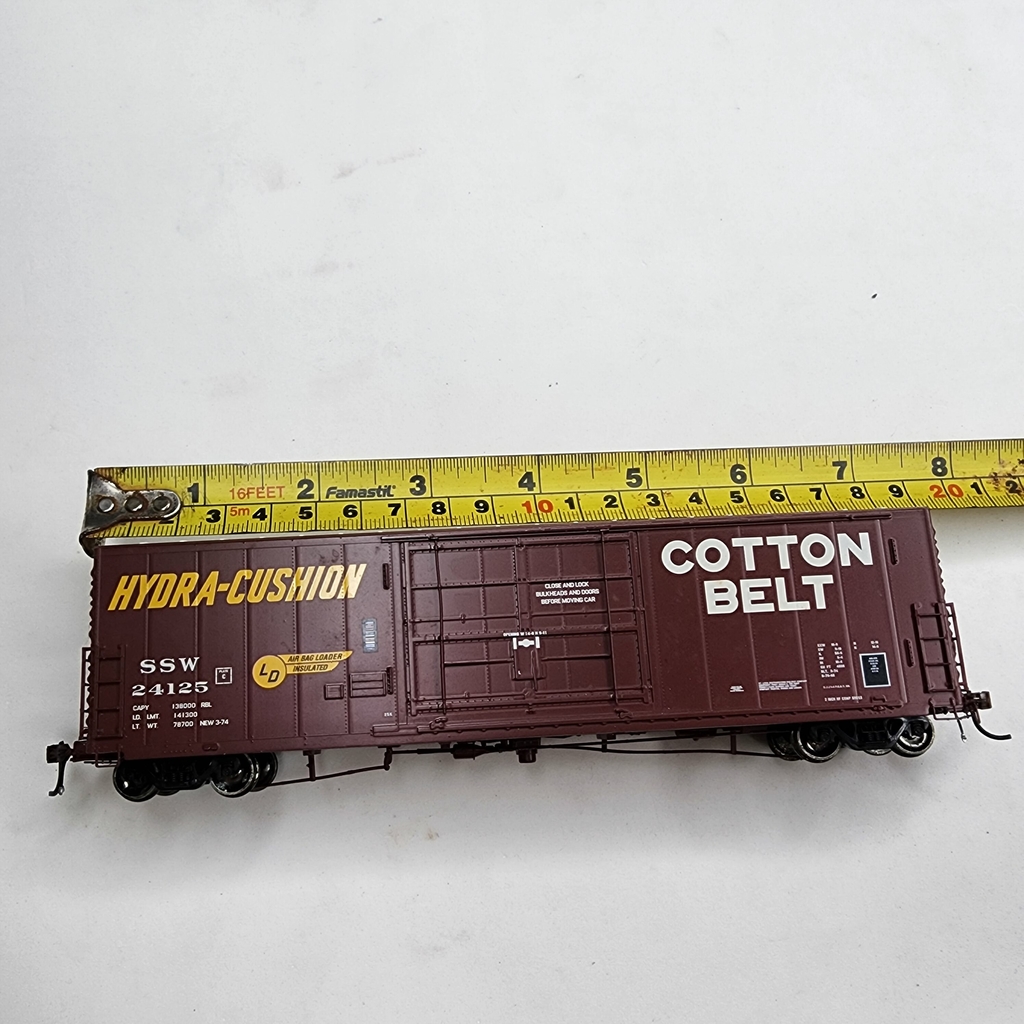 1 16FEET 2 Famastil 3 4 5 6 7 8
3 5m 4 5 6 7 8 9 10 1 2 3 4 5 6 7 8 9 20 1 2
HYDRA-CUSHION
COTTON
BELT
CLOSE AND LOCK
BULKHEADS AND DOORS
BEFORE MOVING CAR
SSW
24125
PLATE
C
LD
AIR BAG LOADER
INSULATED
CAPY 138000 RBL
LD. LMT. 141300
LT. WT. 78700 NEW 3-74